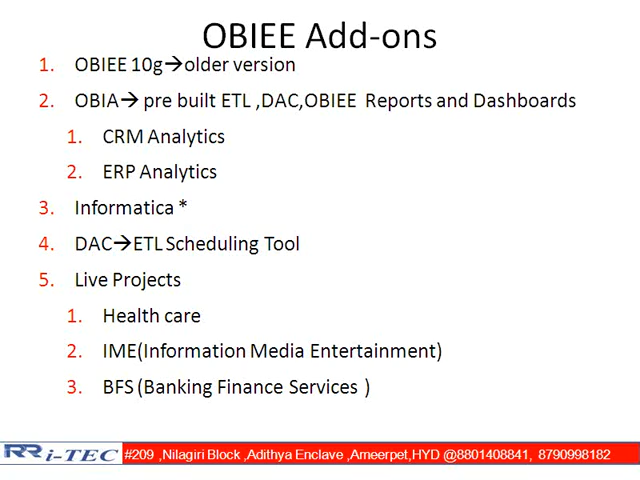 OBIEE Add-ons
1. OBIEE 10g→older version
2. OBIA→ pre built ETL ,DAC,OBIEE Reports and Dashboards
1. CRM Analytics
2. ERP Analytics
3. Informatica *
4. DAC→ETL Scheduling Tool
5. Live Projects
1. Health care
2. IME(Information Media Entertainment)
3. BFS (Banking Finance Services )
RR i-TEC #209 ,Nilagiri Block ,Adithya Enclave ,Ameerpet,HYD @8801408841, 8790998182